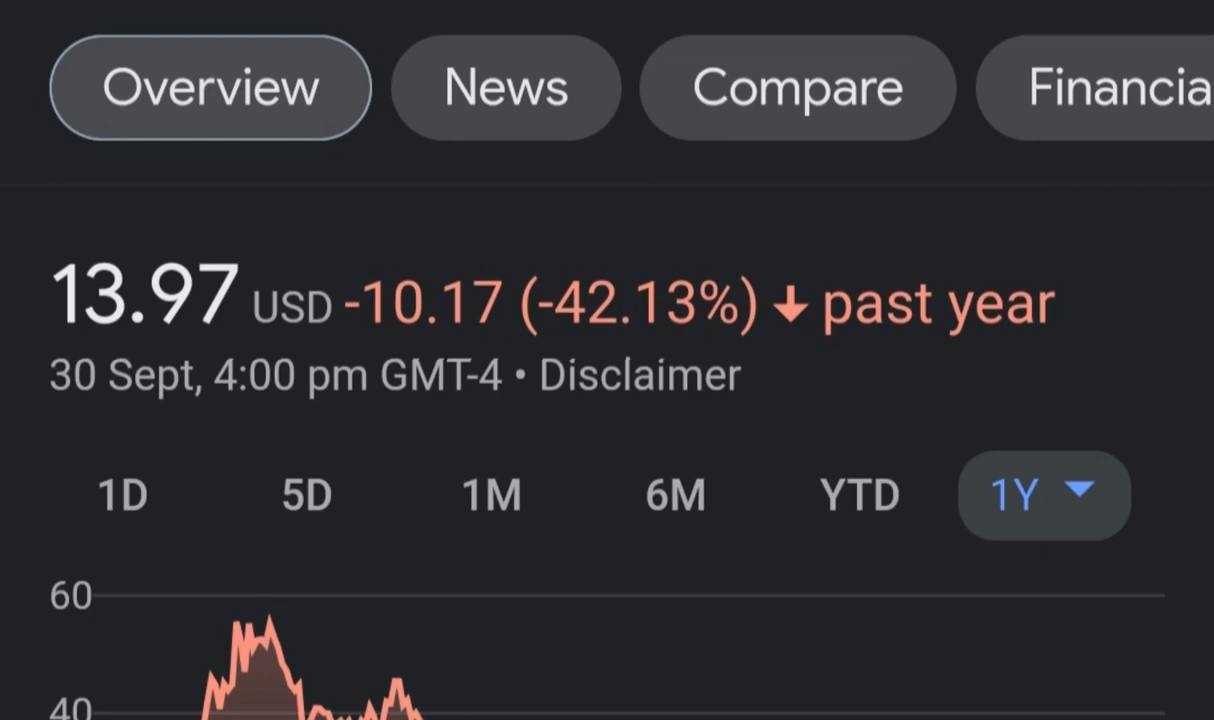 Overview News Compare Financia
13.97 USD -10.17 (-42.13%) ↓ past year
30 Sept, 4:00 pm GMT-4 • Disclaimer
1D 5D 1M 6M YTD 1Y
60
40